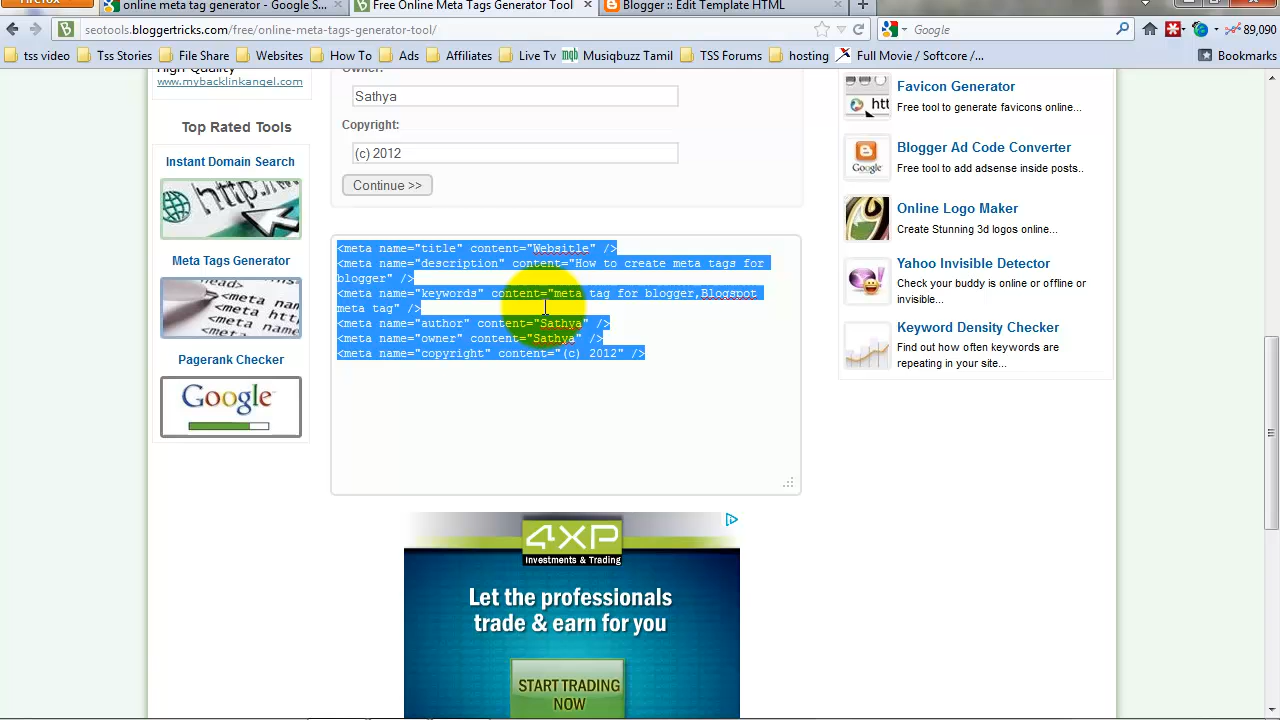 Firefox
online meta tag generator - Google S...
Free Online Meta Tags Generator Tool
Blogger :: Edit Template HTML
seotools.bloggertricks.com/free/online-meta-tags-generator-tool/
Google
89,090
tss video
Tss Storie
File Share
Websites
How To
Ads
Affiliates
Live Tv
mqb
Musiqbuzz Tamil
TSS Forums
hosting
Full Movie / Softcore /...
Bookmarks
High Quality
www.mybacklinkangel.com
Top Rated Tools
Instant Domain Search
http://
Meta Tags Generator
Pagerank Checker
Google
Owner:
Sathya
Copyright:
(c) 2012
Continue >>
<meta name="title" content="Websitle" />
<meta name="description" content="How to create meta tags for
blogger" />
<meta name="keywords" content="meta tag for blogger,Blogspot
meta tag" />
<meta name="author" content="Sathya" />
<meta name="owner" content="Sathya" />
<meta name="copyright" content="(c) 2012" />
4XP
Investments & Trading
Let the professionals
trade & earn for you
START TRADING
NOW
Favicon Generator
Free tool to generate favicons online...
Blogger Ad Code Converter
Free tool to add adsense inside posts..
Online Logo Maker
Create Stunning 3d logos online...
Yahoo Invisible Detector
Check your buddy is online or offline or
invisible...
Keyword Density Checker
Find out how often keywords are
repeating in your site...